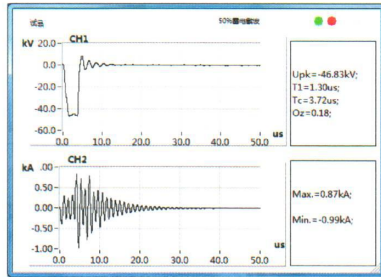 试品
kV
20.0
CH1
0.0
-20.0
-40.0
-60.0
0.0 10.0 20.0 30.0 40.0 50.0
us
Upk=-46.83kV;
T1=1.30us;
Tc=3.72us;
Oz=0.18;
kA
CH2
.00
0.50
0.00
-0.50
-1.00
0.0 10.0 20.0 30.0 40.0 50.0
us
Max.=0.87kA;
Min.=-0.99kA;